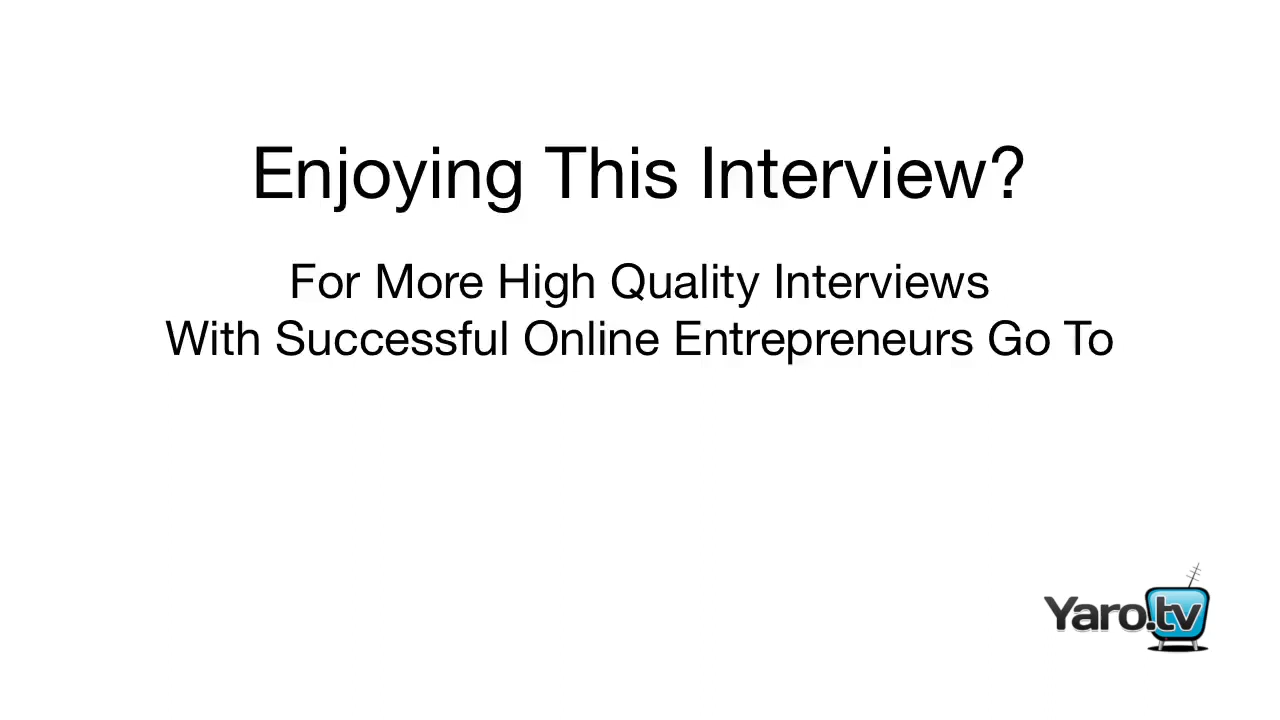 Enjoying This Interview?
For More High Quality Interviews
With Successful Online Entrepreneurs Go To
Yaro.tv